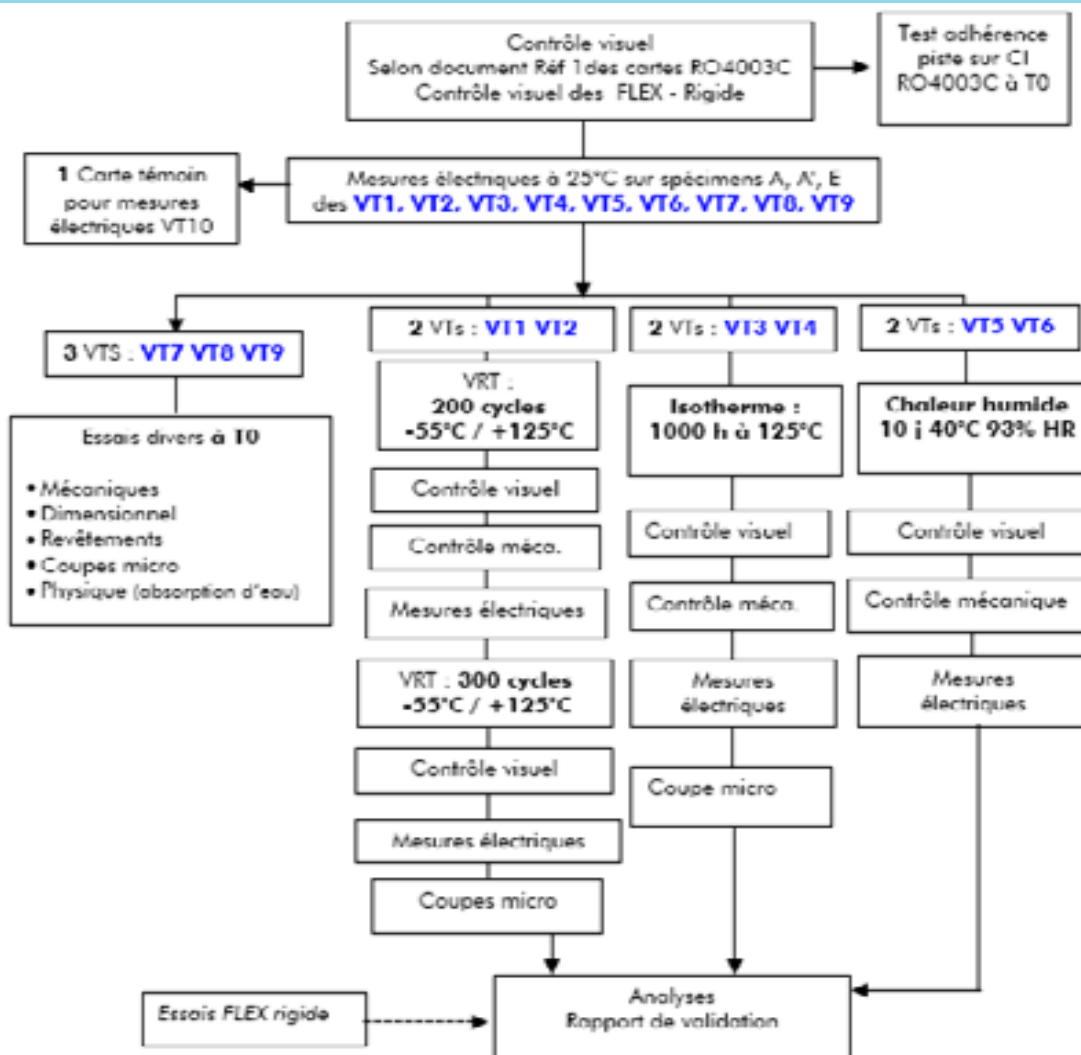 Contrôle visuel
Selon document Réf 1des cartes RO4003C
Contrôle visuel des FLEX - Rigide
Test adhérence
piste sur CI
RO4003C à T0
1 Carte témoin
pour mesures
électriques VT10
Mesures électriques à 25°C sur spécimens A, A', E
des VT1, VT2, VT3, VT4, VT5, VT6, VT7, VT8, VT9
3 VTS : VT7 VT8 VT9
Essais divers à T0
• Mécaniques
• Dimensionnel
• Revêtements
• Coupes micro
• Physique (absorption d'eau)
2 VTs : VT1 VT2
VRT :
200 cycles
-55°C / +125°C
Contrôle visuel
Contrôle méca.
Mesures électriques
VRT : 300 cycles
-55°C / +125°C
Contrôle visuel
Mesures électriques
Coupes micro
2 VTs : VT3 VT4
Isotherme :
1000 h à 125°C
Contrôle visuel
Contrôle méca.
Mesures
électriques
Coupe micro
2 VTs : VT5 VT6
Chaleur humide
10 j 40°C 93% HR
Contrôle visuel
Contrôle mécanique
Mesures
électriques
Essais FLEX rigide
Analyses
Rapport de validation